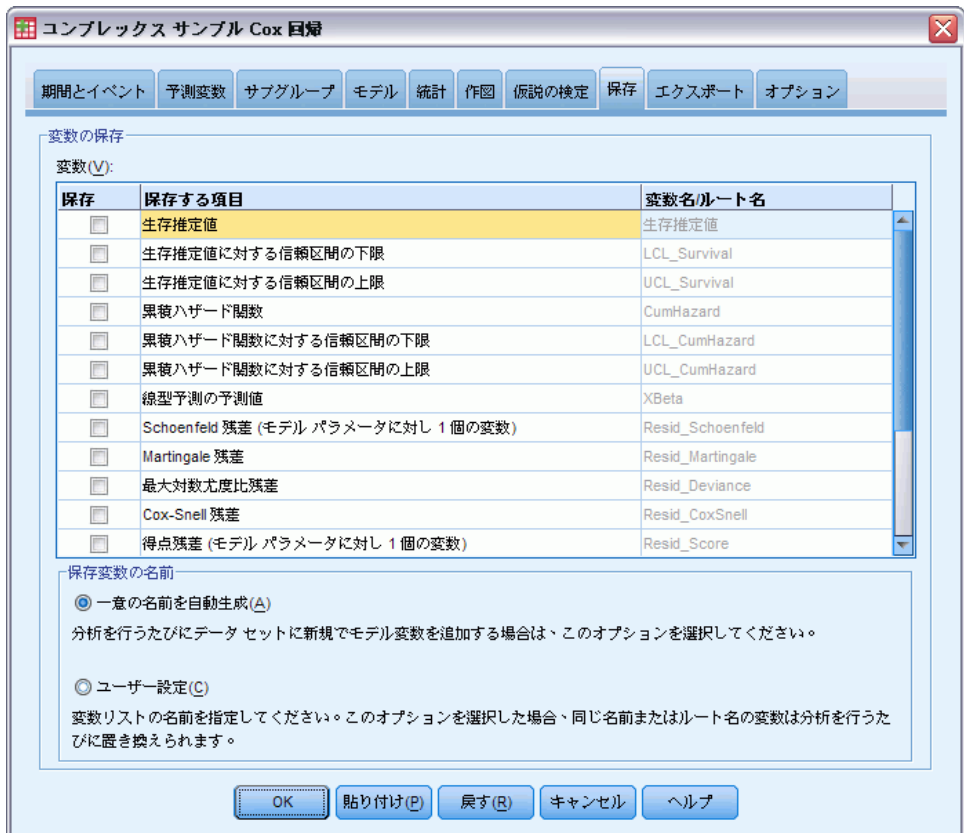 コンプレックス サンプル Cox 回帰
期間とイベント 予測変数 サブグループ モデル 統計 作図 仮説の検定 保存 エクスポート オプション
変数の保存
変数(V):
保存 保存する項目 変数名/ルート名
生存推定値 生存推定値
生存推定値に対する信頼区間の下限 LCL_Survival
生存推定値に対する信頼区間の上限 UCL_Survival
累積ハザード関数 CumHazard
累積ハザード関数に対する信頼区間の下限 LCL_CumHazard
累積ハザード関数に対する信頼区間の上限 UCL_CumHazard
線型予測の予測値 XBeta
Schoenfeld 残差 (モデル パラメータに対し 1 個の変数) Resid_Schoenfeld
Martingale 残差 Resid_Martingale
最大対数尤度比残差 Resid_Deviance
Cox-Snell 残差 Resid_CoxSnell
得点残差 (モデル パラメータに対し 1 個の変数) Resid_Score
保存変数の名前
一意の名前を自動生成(A)
分析を行うたびにデータ セットに新規でモデル変数を追加する場合は、このオプションを選択してください。
ユーザー設定(C)
変数リストの名前を指定してください。このオプションを選択した場合、同じ名前またはルート名の変数は分析を行うた
びに置き換えられます。
OK 貼り付け(P) 戻す(R) キャンセル ヘルプ